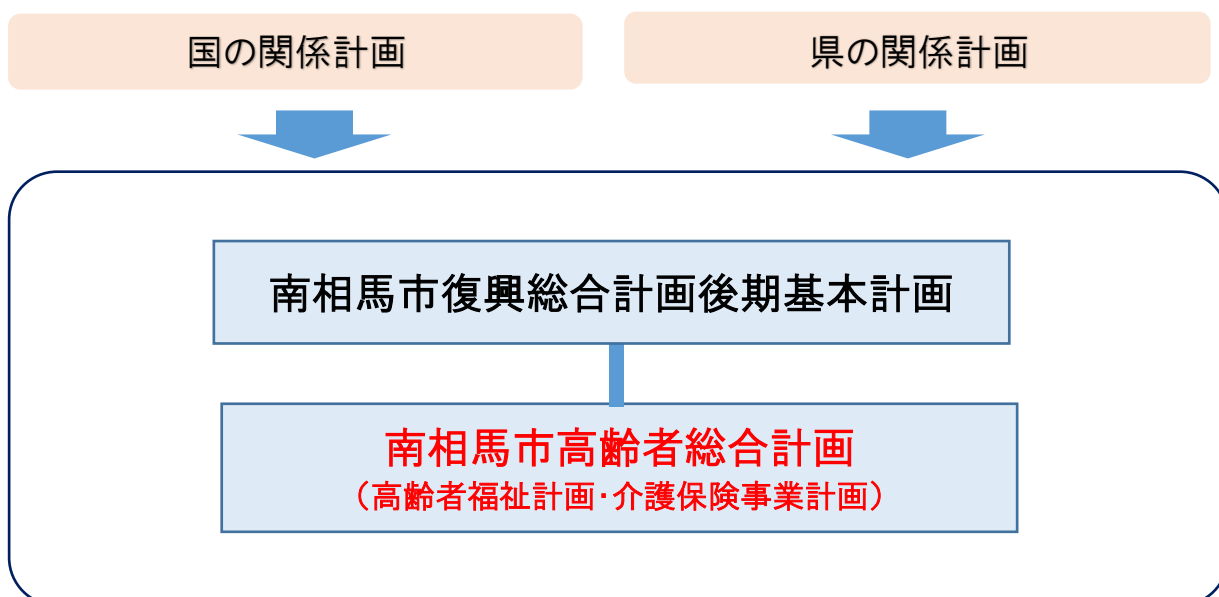 国の関係計画
県の関係計画
南相馬市復興総合計画後期基本計画
南相馬市高齢者総合計画
（高齢者福祉計画・介護保険事業計画）